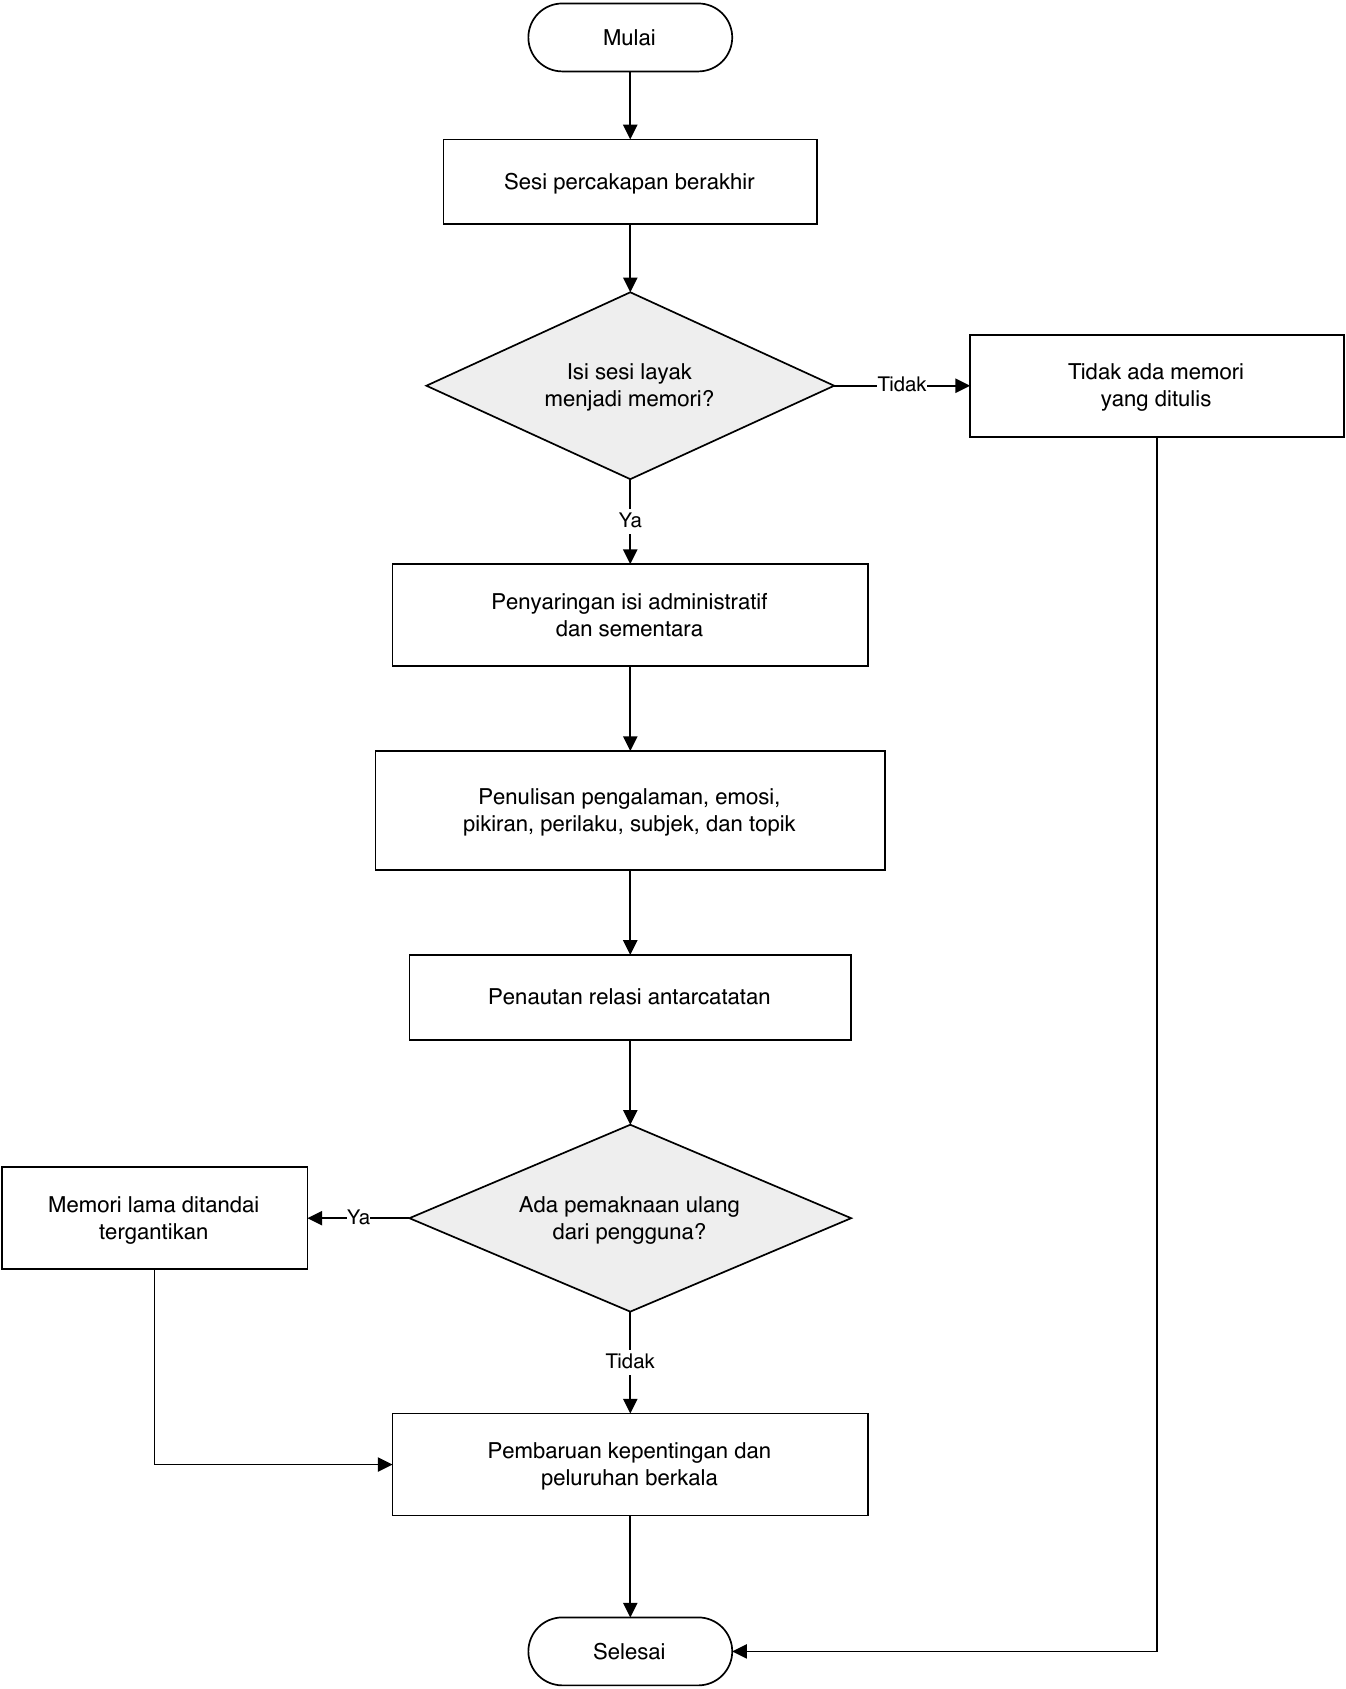 Mulai
Sesi percakapan berakhir
Isi sesi layak
menjadi memori?
Tidak
Tidak ada memori
yang ditulis
Ya
Penyaringan isi administratif
dan sementara
Penulisan pengalaman, emosi,
pikiran, perilaku, subjek, dan topik
Penautan relasi antarcatatan
Ada pemaknaan ulang
dari pengguna?
Ya
Memori lama ditandai
tergantikan
Tidak
Pembaruan kepentingan dan
peluruhan berkala
Selesai